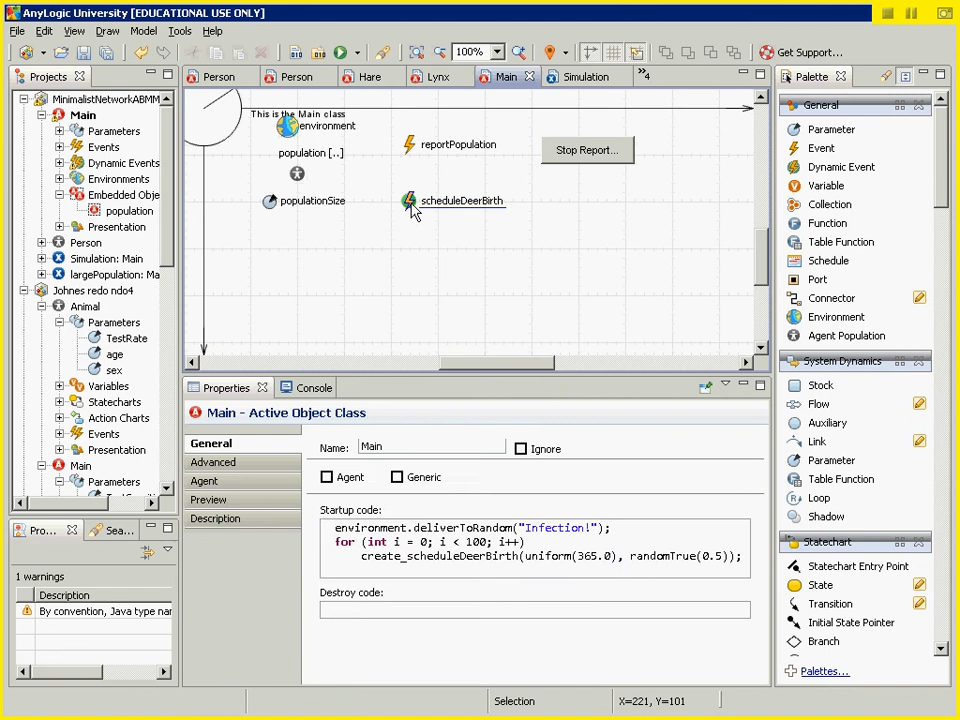 AnyLogic University [EDUCATIONAL USE ONLY]
File Edit View Draw Model Tools Help
100% Get Support...
Projects
Person Person Hare Lynx Main Simulation »4
Palette
MinimalistNetworkABMM
Main
Parameters
Events
Dynamic Events
Environments
Embedded Obje
population
Presentation
Person
Simulation: Main
largePopulation: Ma
Johnes redo ndo4
Animal
Parameters
TestRate
age
sex
Variables
Statecharts
Action Charts
Events
Presentation
Main
Parameters
This is the Main class
environment
population [..]
populationSize
reportPopulation
scheduleDeerBirth
Stop Report...
General
Parameter
Event
Dynamic Event
Variable
Collection
Function
Table Function
Schedule
Port
Connector
Environment
Agent Population
System Dynamics
Stock
Flow
Auxiliary
Link
Parameter
Table Function
Loop
Shadow
Statechart
Statechart Entry Point
State
Transition
Initial State Pointer
Branch
Palettes...
Properties Console
Main - Active Object Class
General
Advanced
Agent
Preview
Description
Name: Main Ignore
Agent Generic
Startup code:
environment.deliverToRandom("Infection!");
for (int i = 0; i < 100; i++)
create_scheduleDeerBirth(uniform(365.0), randomTrue(0.5));
Destroy code:
Pro... Sea...
1 warnings
Description
By convention, Java type nar
Selection X=221, Y=101